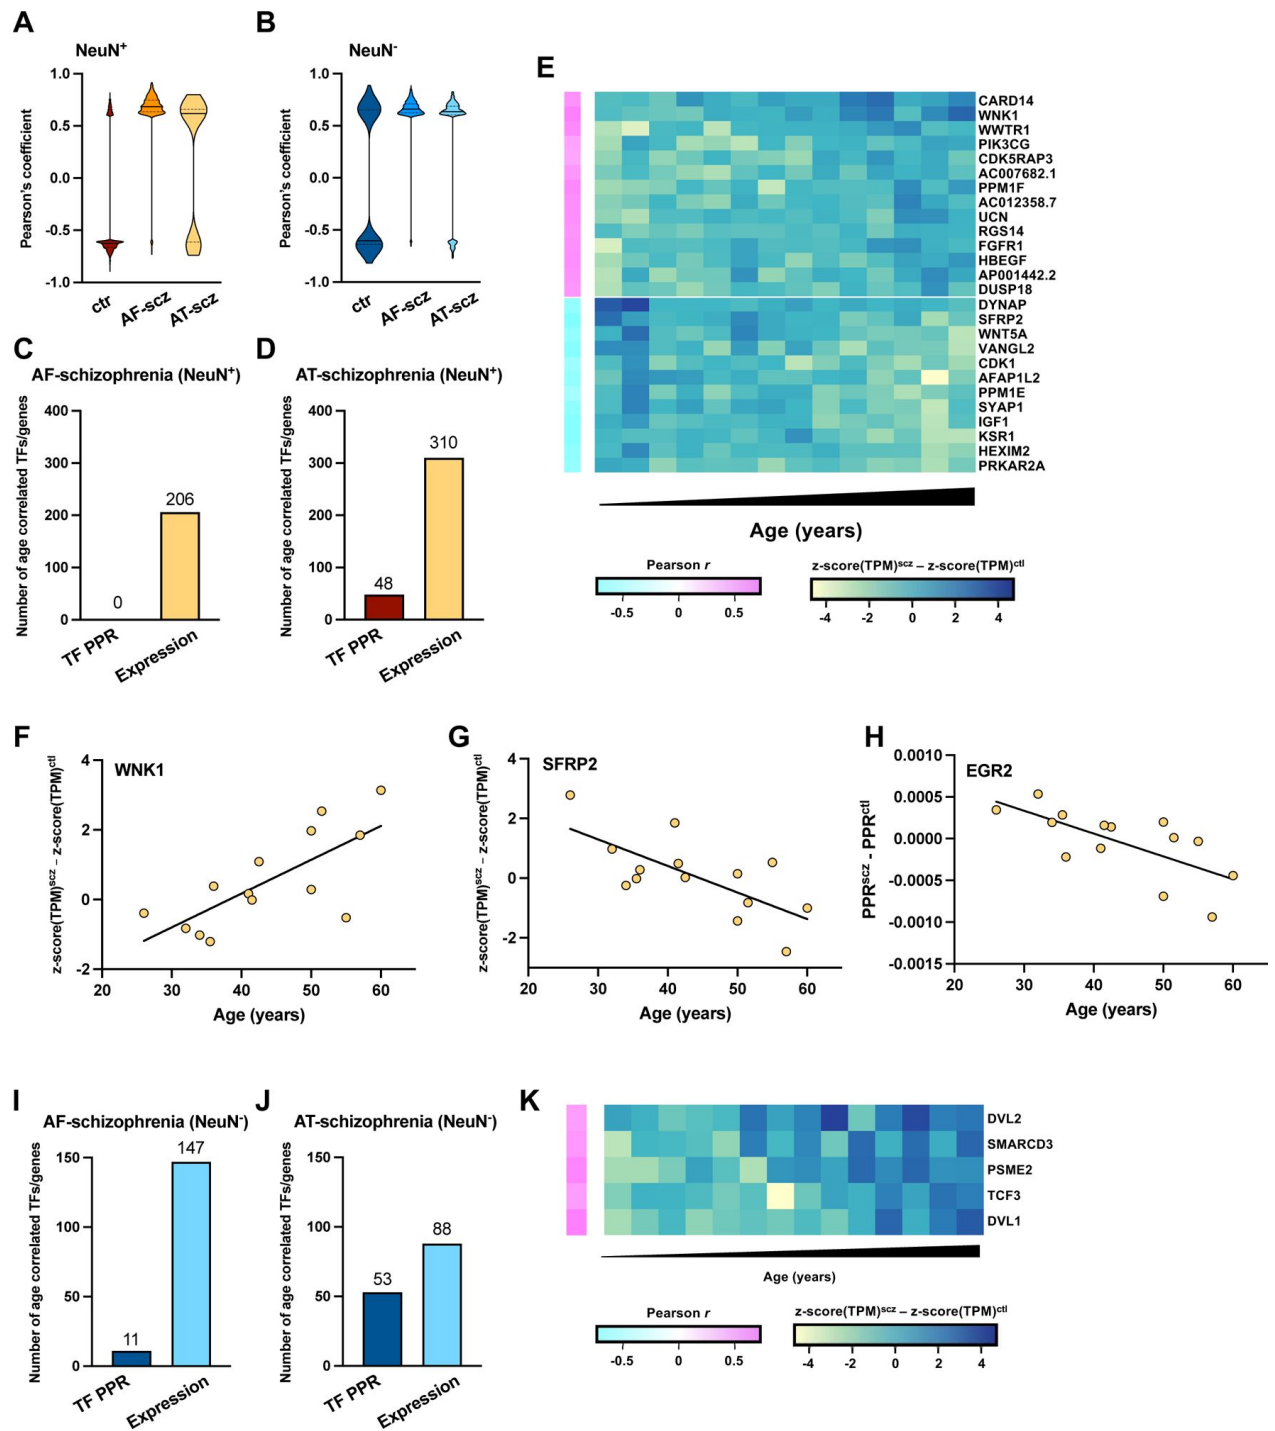 A
NeuN+
Pearson's coefficient
1.0
0.5
0.0
-0.5
-1.0
ctr
AF-scz
AT-scz
B
NeuN-
Pearson's coefficient
1.0
0.5
0.0
-0.5
-1.0
ctr
AF-scz
AT-scz
C
AF-schizophrenia (NeuN+)
Number of age correlated TFs/genes
400
300
200
100
0
0
206
TF PPR
Expression
D
AT-schizophrenia (NeuN+)
Number of age correlated TFs/genes
400
300
200
100
0
48
310
TF PPR
Expression
E
CARD14
WNK1
WWTR1
PIK3CG
CDK5RAP3
AC007682.1
PPM1F
AC012358.7
UCN
RGS14
FGFR1
HBEGF
AP001442.2
DUSP18
DYNAP
SFRP2
WNT5A
VANGL2
CDK1
AFAP1L2
PPM1E
SYAP1
IGF1
KSR1
HEXIM2
PRKAR2A
Age (years)
Pearson r
-0.5 0 0.5
z-score(TPM)scz – z-score(TPM)ctl
-4 -2 0 2 4
F
WNK1
z-score(TPM)scz – z-score(TPM)ctl
4
2
0
-2
20 30 40 50 60
Age (years)
G
SFRP2
z-score(TPM)scz – z-score(TPM)ctl
4
2
0
-2
20 30 40 50 60
Age (years)
H
EGR2
PPRscz - PPRctl
0.0010
0.0005
0.0000
-0.0005
-0.0010
-0.0015
20 30 40 50 60
Age (years)
I
AF-schizophrenia (NeuN-)
Number of age correlated TFs/genes
150
100
50
0
11
147
TF PPR
Expression
J
AT-schizophrenia (NeuN-)
Number of age correlated TFs/genes
150
100
50
0
53
88
TF PPR
Expression
K
DVL2
SMARCD3
PSME2
TCF3
DVL1
Age (years)
Pearson r
-0.5 0 0.5
z-score(TPM)scz – z-score(TPM)ctl
-4 -2 0 2 4